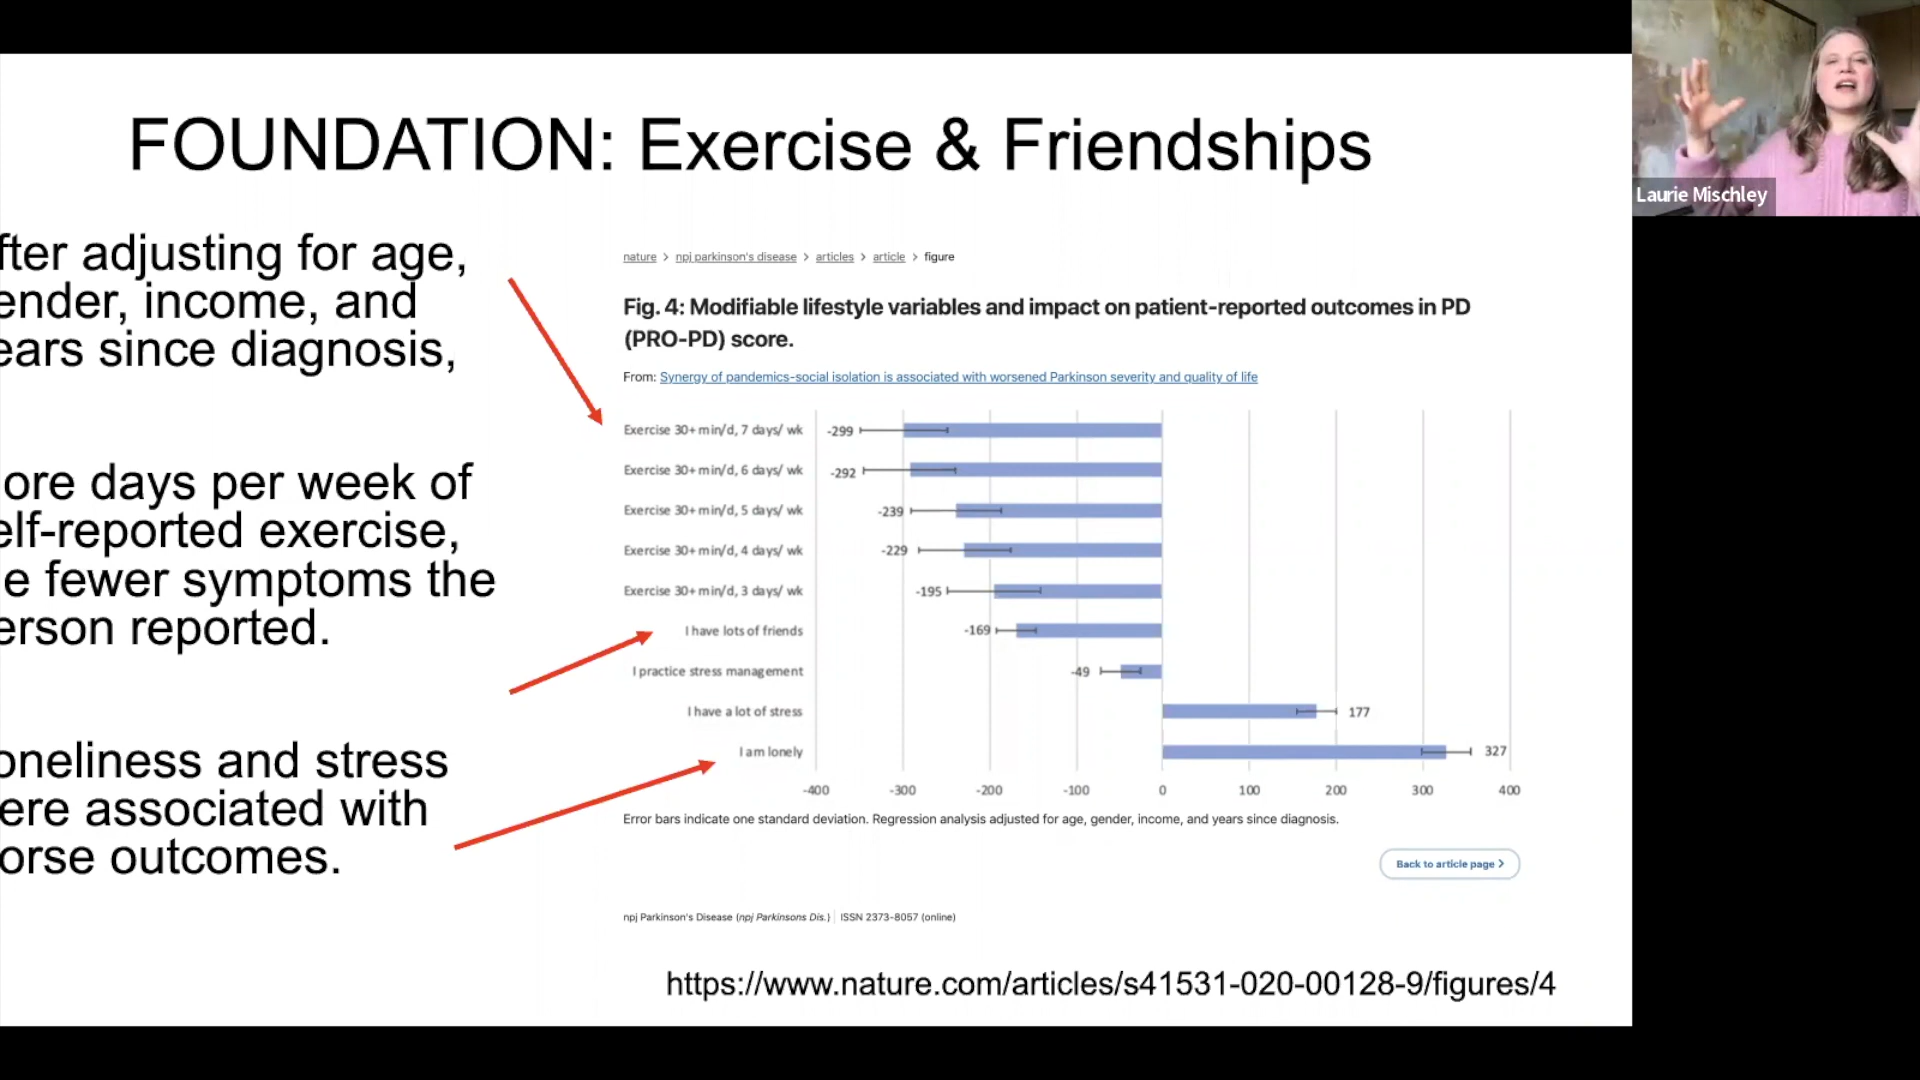 FOUNDATION: Exercise & Friendships
Laurie Mischley
fter adjusting for age,
ender, income, and
ears since diagnosis,
ore days per week of
elf-reported exercise,
e fewer symptoms the
erson reported.
oneliness and stress
ere associated with
orse outcomes.
nature > npj parkinson's disease > articles > article > figure
Fig. 4: Modifiable lifestyle variables and impact on patient-reported outcomes in PD
(PRO-PD) score.
From: Synergy of pandemics-social isolation is associated with worsened Parkinson severity and quality of life
Exercise 30+ min/d, 7 days/ wk -299
Exercise 30+ min/d, 6 days/ wk -292
Exercise 30+ min/d, 5 days/ wk -239
Exercise 30+ min/d, 4 days/ wk -229
Exercise 30+ min/d, 3 days/ wk -195
I have lots of friends -169
I practice stress management -49
I have a lot of stress 177
I am lonely 327
-400 -300 -200 -100 0 100 200 300 400
Error bars indicate one standard deviation. Regression analysis adjusted for age, gender, income, and years since diagnosis.
Back to article page >
npj Parkinson's Disease (npj Parkinsons Dis.) | ISSN 2373-8057 (online)
https://www.nature.com/articles/s41531-020-00128-9/figures/4